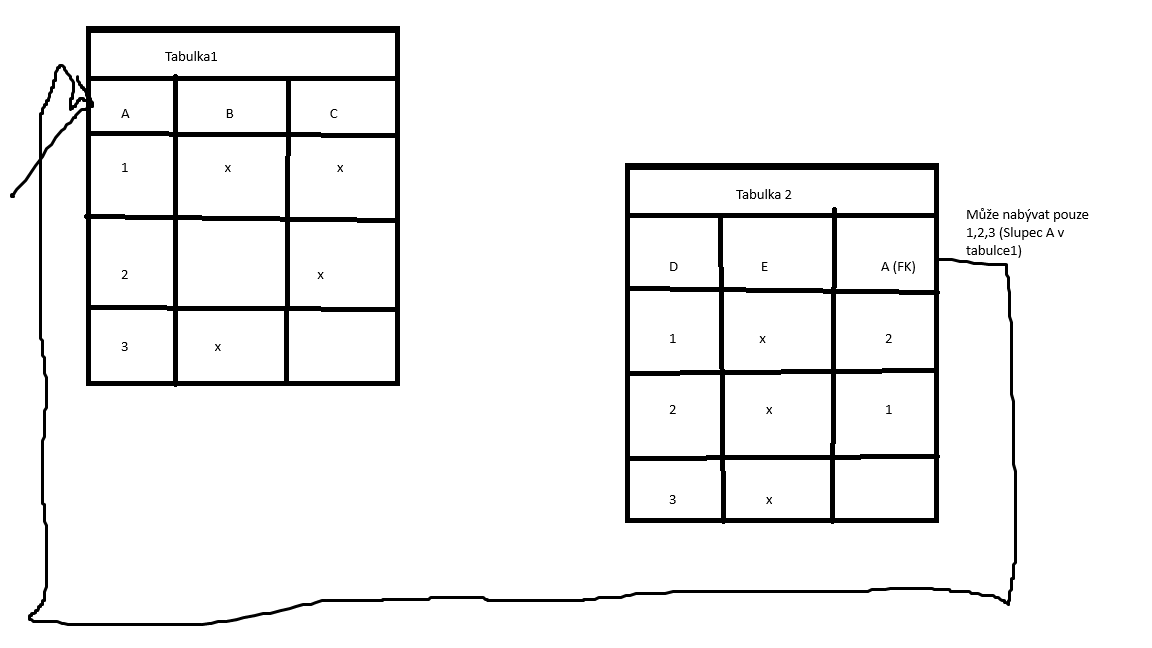 Tabulka1
A B C
1 x x
2 x
3 x
Tabulka 2
Může nabývat pouze
1,2,3 (Slupec A v
tabulce1)
D E A (FK)
1 x 2
2 x 1
3 x